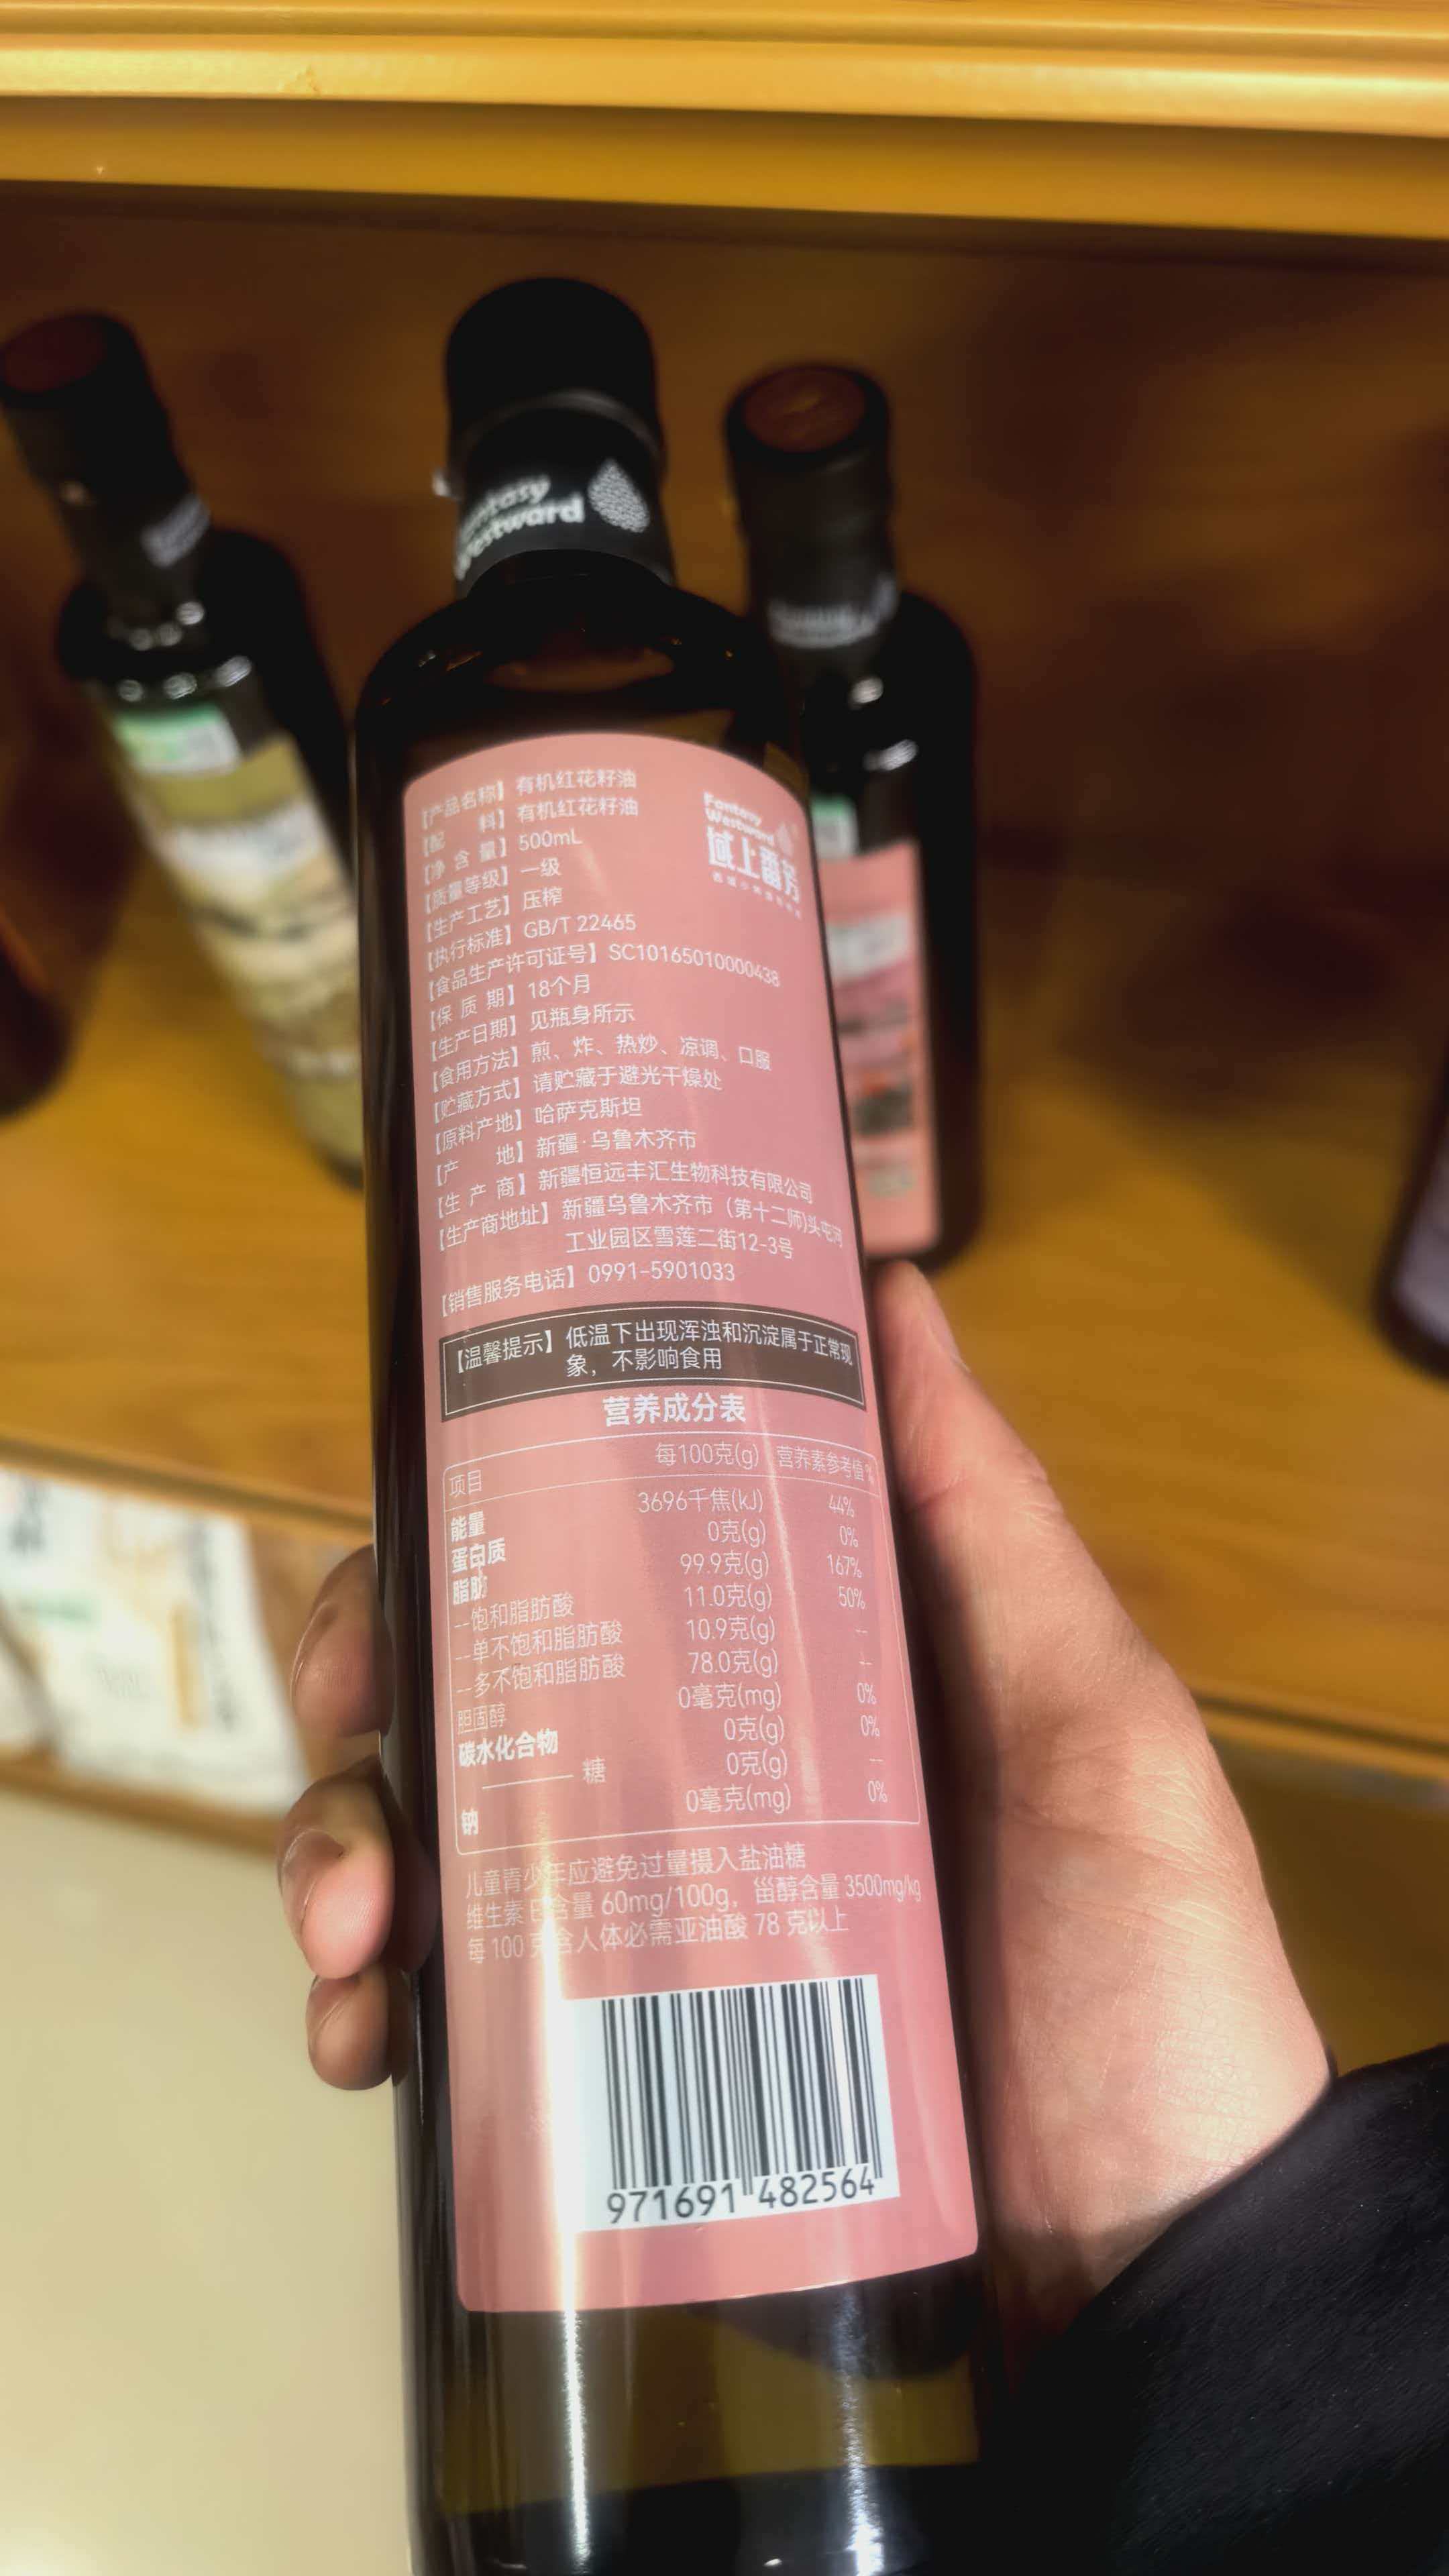 Westward
【产品名称】有机红花籽油
【配 料】有机红花籽油
【净 含 量】500mL
【质量等级】一级
【生产工艺】压榨
【执行标准】GB/T 22465
【食品生产许可证号】SC10165010000438
【保 质 期】18个月
【生产日期】见瓶身所示
【食用方法】煎、炸、热炒、凉调、口服
【贮藏方式】请贮藏于避光干燥处
【原料产地】哈萨克斯坦
【产 地】新疆·乌鲁木齐市
【生 产 商】新疆恒远丰汇生物科技有限公司
【生产商地址】新疆乌鲁木齐市（第十二师)头屯河
工业园区雪莲二街12-3号
【销售服务电话】0991-5901033
Fantasy
Westward
域上番芳
【温馨提示】低温下出现浑浊和沉淀属于正常现
象，不影响食用
营养成分表
项目 每100克(g) 营养素参考值%
能量 3696千焦(kJ) 44%
蛋白质 0克(g) 0%
脂肪 99.9克(g) 167%
--饱和脂肪酸 11.0克(g) 50%
--单不饱和脂肪酸 10.9克(g) --
--多不饱和脂肪酸 78.0克(g) --
胆固醇 0毫克(mg) 0%
碳水化合物 0克(g) 0%
—— 糖 0克(g) --
钠 0毫克(mg) 0%
儿童青少年应避免过量摄入盐油糖
维生素E含量 60mg/100g，甾醇含量 3500mg/kg
每 100 克含人体必需亚油酸 78 克以上
971691 482564